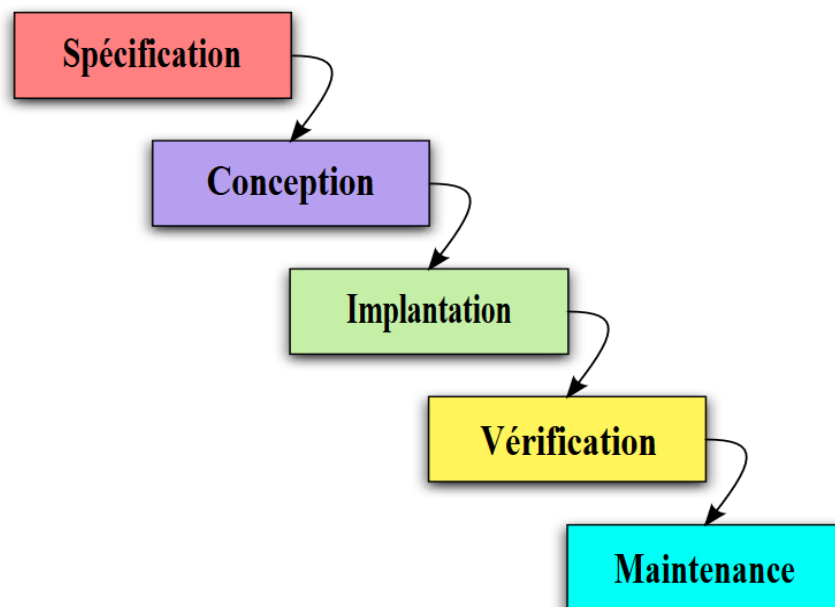 Spécification
Conception
Implantation
Vérification
Maintenance